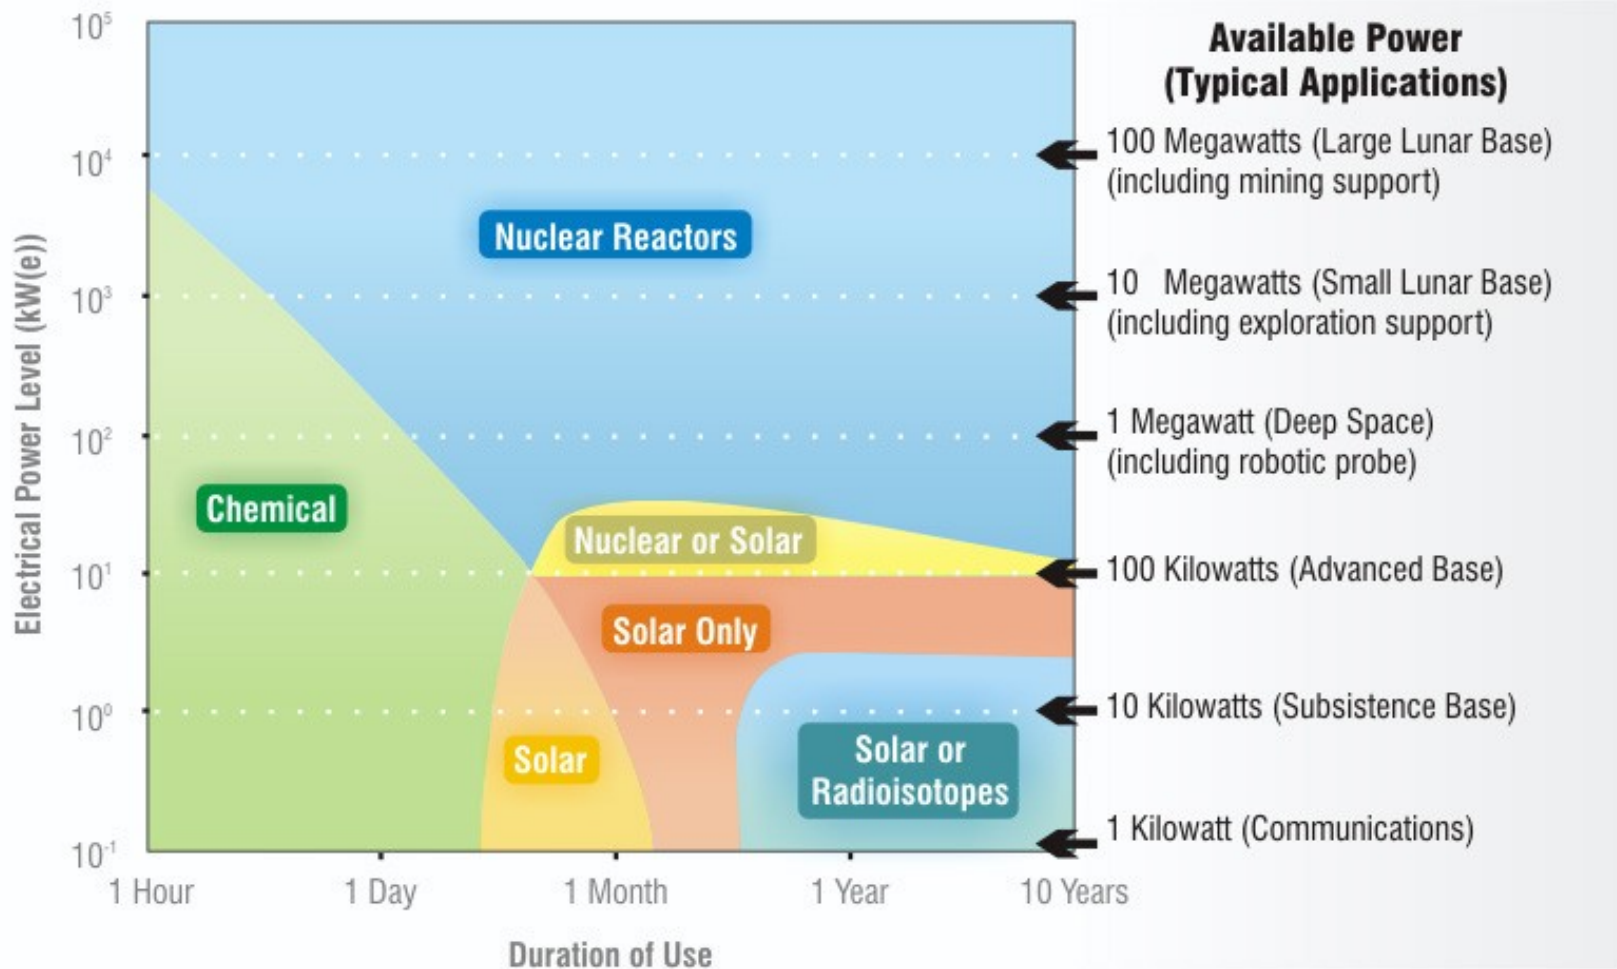 Available Power
(Typical Applications)
10⁵
10⁴
10³
10²
10¹
10⁰
10⁻¹
Electrical Power Level (kW(e))
Nuclear Reactors
Chemical
Nuclear or Solar
Solar Only
Solar
Solar or
Radioisotopes
100 Megawatts (Large Lunar Base)
(including mining support)
10 Megawatts (Small Lunar Base)
(including exploration support)
1 Megawatt (Deep Space)
(including robotic probe)
100 Kilowatts (Advanced Base)
10 Kilowatts (Subsistence Base)
1 Kilowatt (Communications)
1 Hour
1 Day
1 Month
1 Year
10 Years
Duration of Use